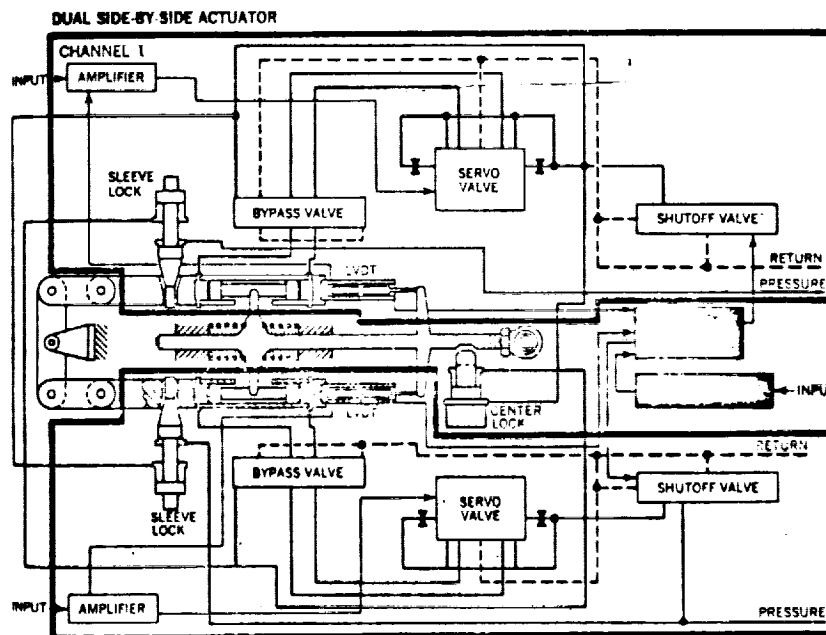 DUAL SIDE-BY-SIDE ACTUATOR
CHANNEL 1
INPUT
AMPLIFIER
SLEEVE
LOCK
BYPASS VALVE
SERVO
VALVE
SHUTOFF VALVE
RETURN
PRESSURE
LVDT
INPUT
CENTER
LOCK
LVDT
RETURN
BYPASS VALVE
SERVO
VALVE
SHUTOFF VALVE
SLEEVE
LOCK
INPUT
AMPLIFIER
PRESSURE